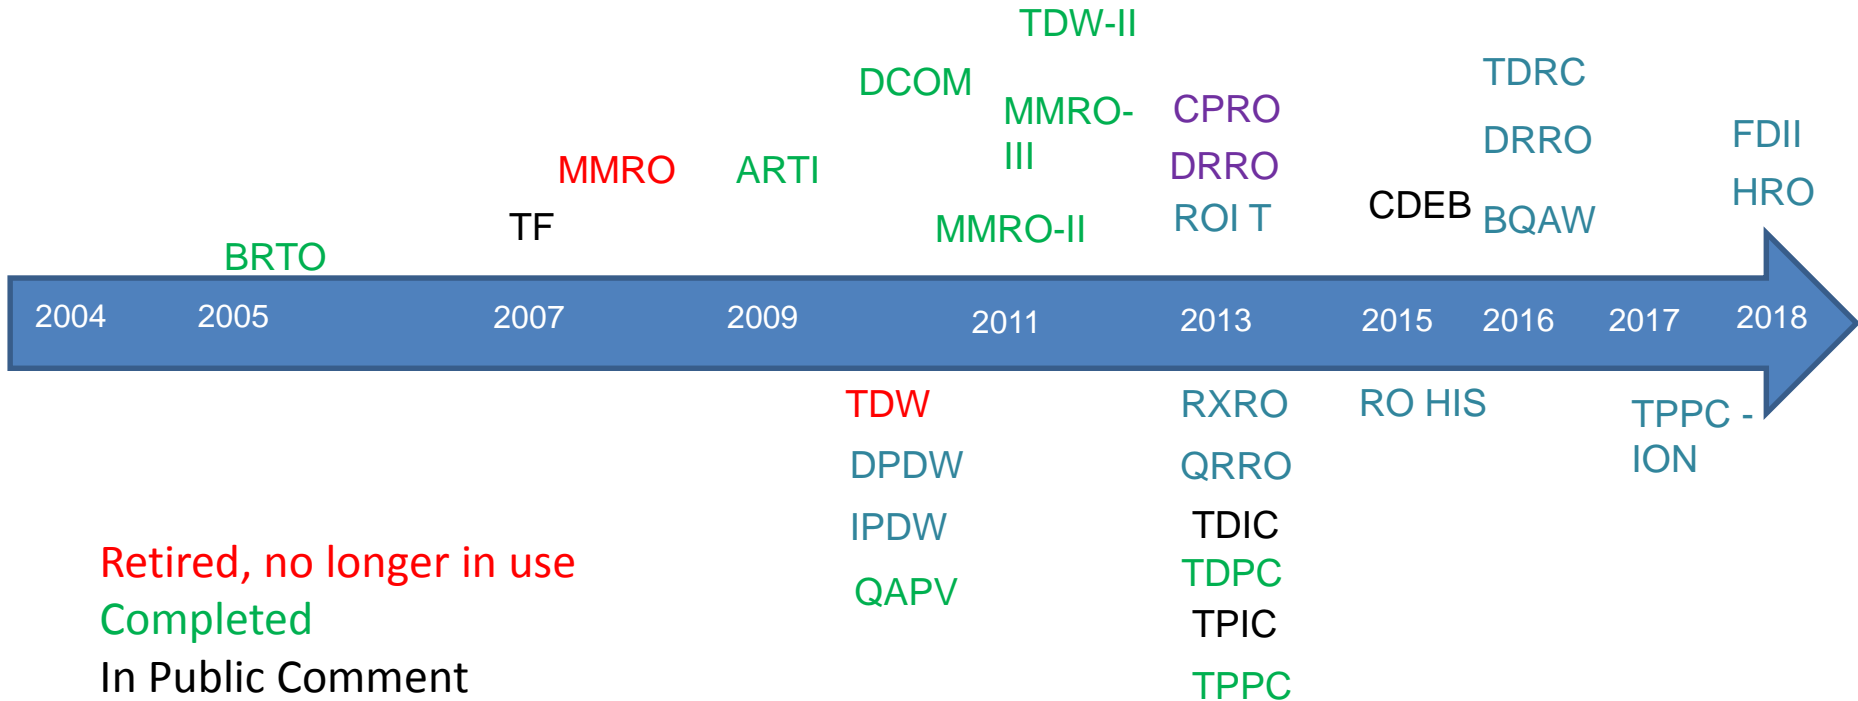 TDW-II
DCOM
TDRC
MMRO-
III
CPRO
FDII
DRRO
MMRO
ARTI
DRRO
HRO
TF
CDEB
BRTO
MMRO-II
ROI T
BQAW
2004 2005 2007 2009 2011 2013 2015 2016 2017 2018
TDW
RXRO
RO HIS
TPPC -
ION
DPDW
QRRO
IPDW
TDIC
QAPV
TDPC
TPIC
TPPC
Retired, no longer in use
Completed
In Public Comment